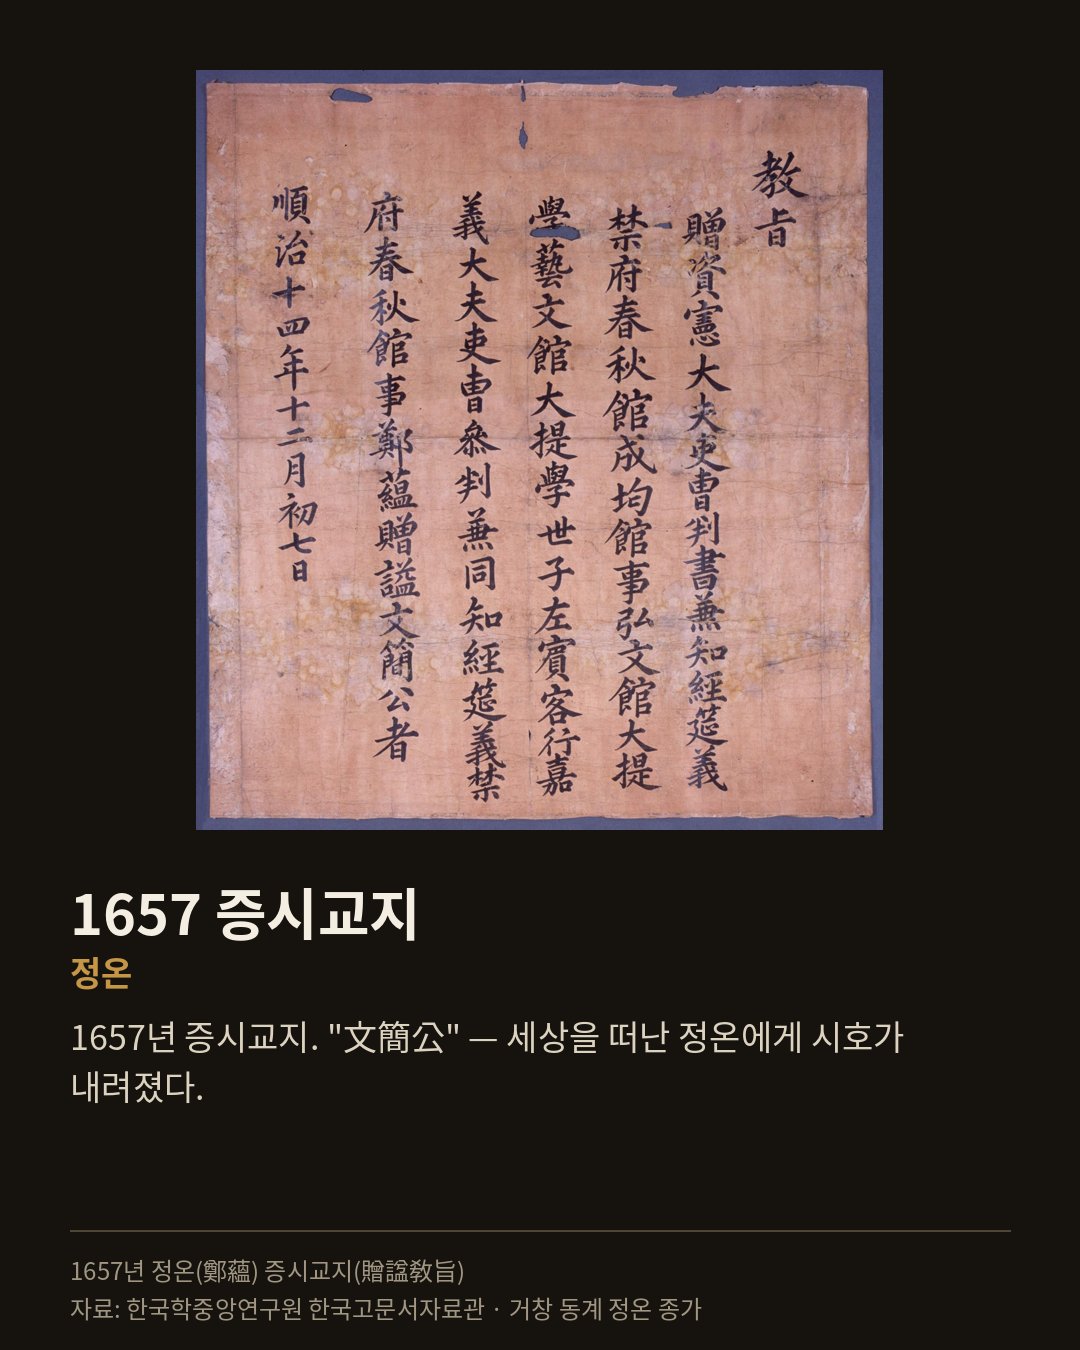 敎旨
贈資憲大夫吏曺判書兼知經筵義
禁府春秋館成均館事弘文館大提
學藝文館大提學世子左賓客行嘉
義大夫吏曺叅判兼同知經筵義禁
府春秋館事鄭蘊贈諡文簡公者
順治十四年十二月初七日
1657 증시교지
정온
1657년 증시교지. "文簡公" — 세상을 떠난 정온에게 시호가
내려졌다.
1657년 정온(鄭蘊) 증시교지(贈諡敎旨)
자료: 한국학중앙연구원 한국고문서자료관 · 거창 동계 정온 종가